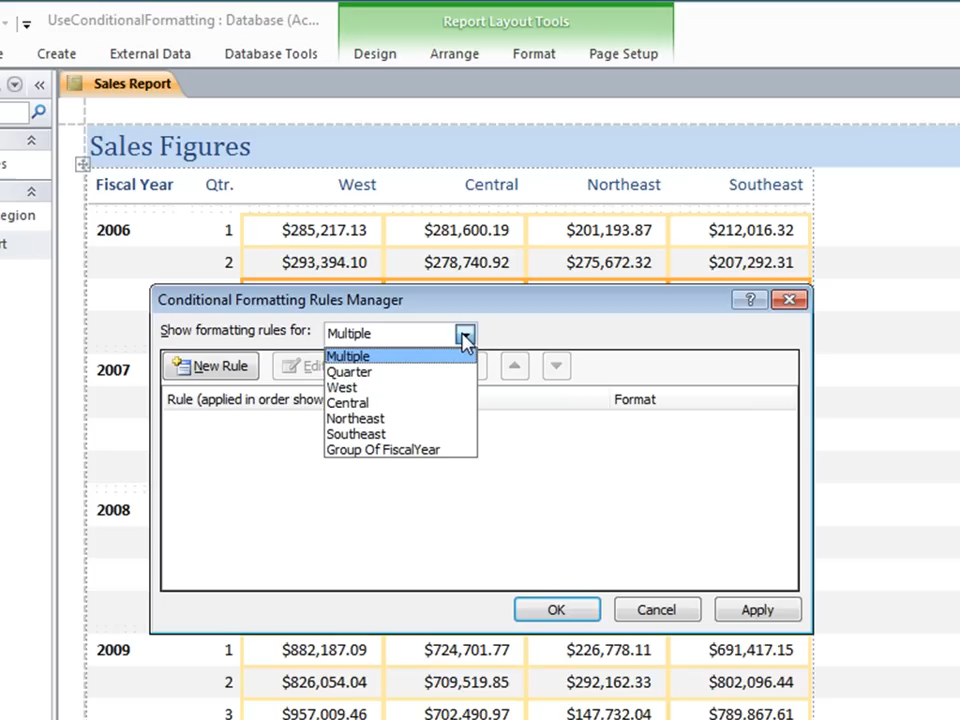 UseConditionalFormatting : Database (Ac...
Report Layout Tools
Create External Data Database Tools Design Arrange Format Page Setup
Sales Report
Sales Figures
Fiscal Year Qtr. West Central Northeast Southeast
2006 1 $285,217.13 $281,600.19 $201,193.87 $212,016.32
2 $293,394.10 $278,740.92 $275,672.32 $207,292.31
egion
Conditional Formatting Rules Manager
Show formatting rules for: Multiple
Multiple
Quarter
West
Central
Northeast
Southeast
Group Of FiscalYear
New Rule Edi
Rule (applied in order show Format
2007
2008
OK Cancel Apply
2009 1 $882,187.09 $724,701.77 $226,778.11 $691,417.15
2 $826,054.04 $709,519.85 $292,162.33 $802,096.44
3 $957,009.46 $702,490.97 $147,732.04 $789,867.61